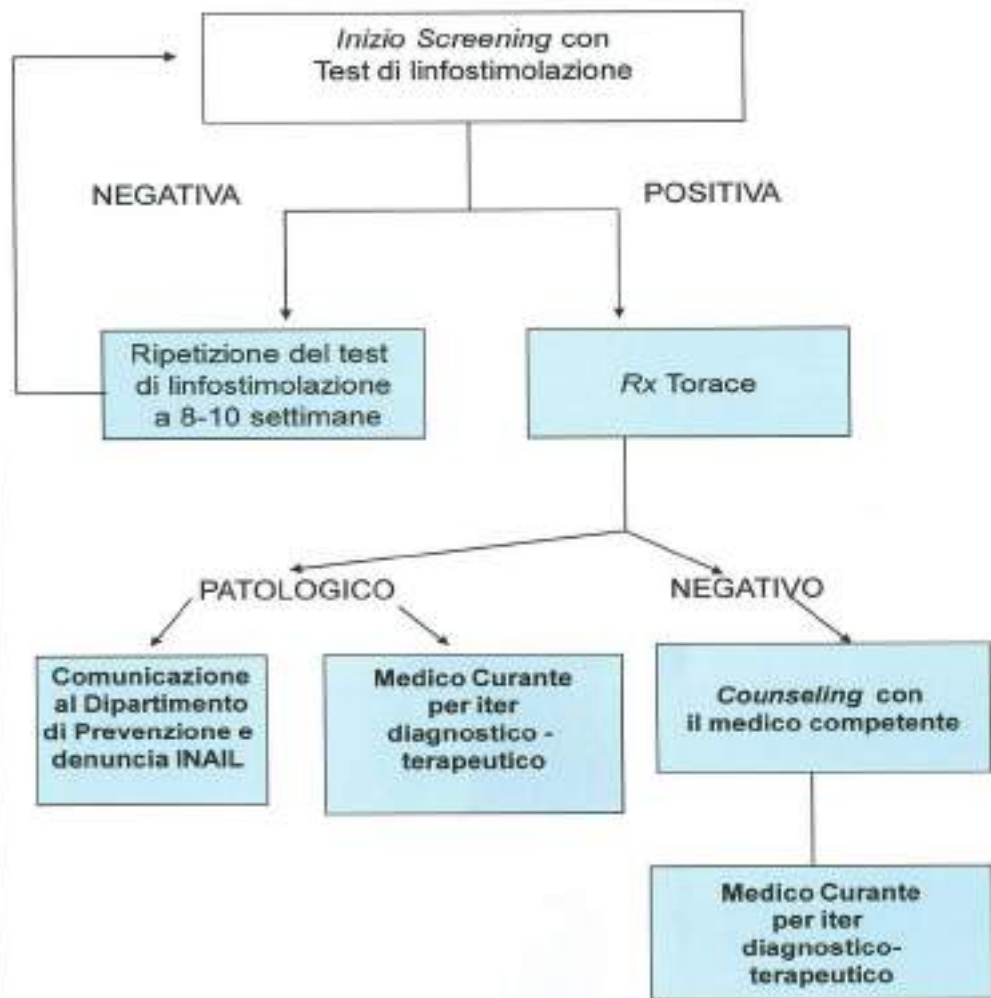 Inizio Screening con
Test di linfostimolazione
NEGATIVA
POSITIVA
Ripetizione del test
di linfostimolazione
a 8-10 settimane
Rx Torace
PATOLOGICO
NEGATIVO
Comunicazione
al Dipartimento
di Prevenzione e
denuncia INAIL
Medico Curante
per iter
diagnostico -
terapeutico
Counseling con
il medico competente
Medico Curante
per iter
diagnostico-
terapeutico